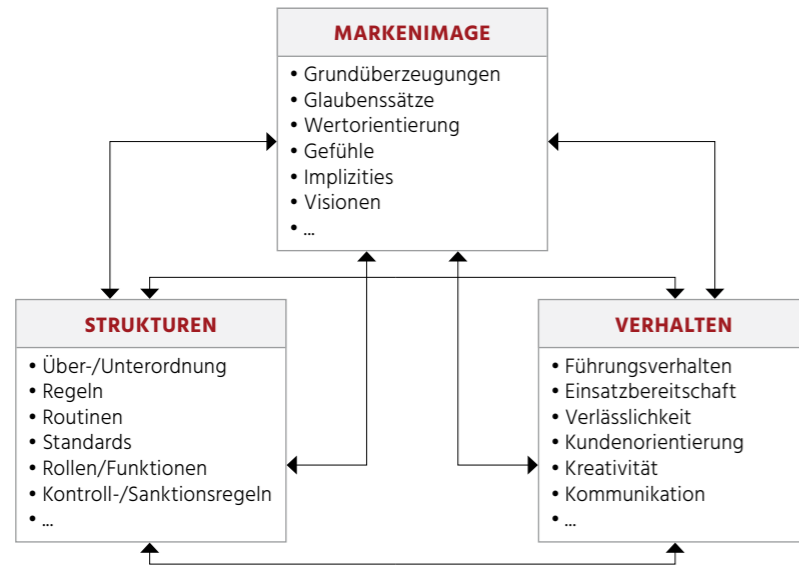 MARKENIMAGE
• Grundüberzeugungen
• Glaubenssätze
• Wertorientierung
• Gefühle
• Implizities
• Visionen
• ...
STRUKTUREN
• Über-/Unterordnung
• Regeln
• Routinen
• Standards
• Rollen/Funktionen
• Kontroll-/Sanktionsregeln
• ...
VERHALTEN
• Führungsverhalten
• Einsatzbereitschaft
• Verlässlichkeit
• Kundenorientierung
• Kreativität
• Kommunikation
• ...